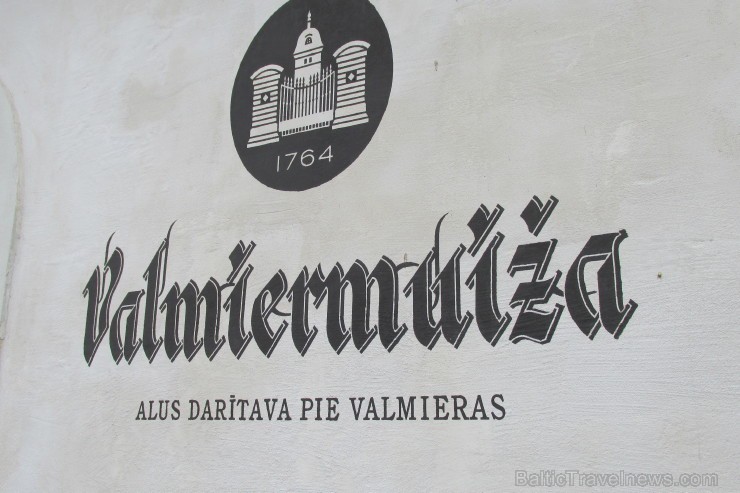 1764
Valmiermuiža
ALUS DARĪTAVA PIE VALMIERAS
BalticTravelnews.com